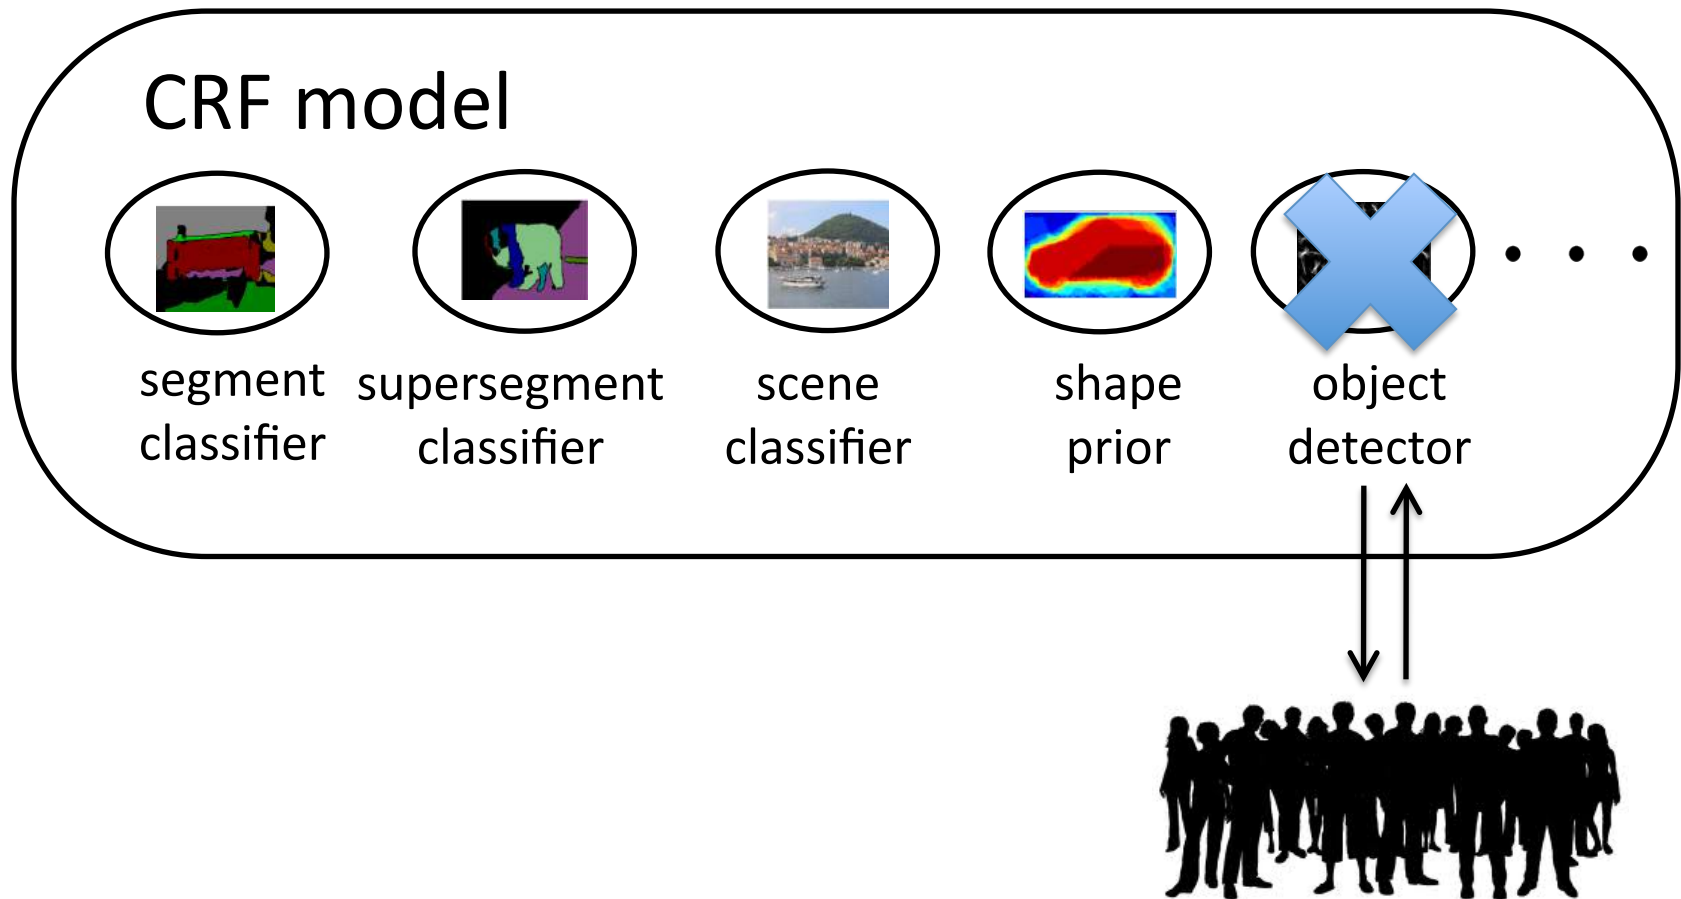 CRF model
segment
classifier
supersegment
classifier
scene
classifier
shape
prior
object
detector